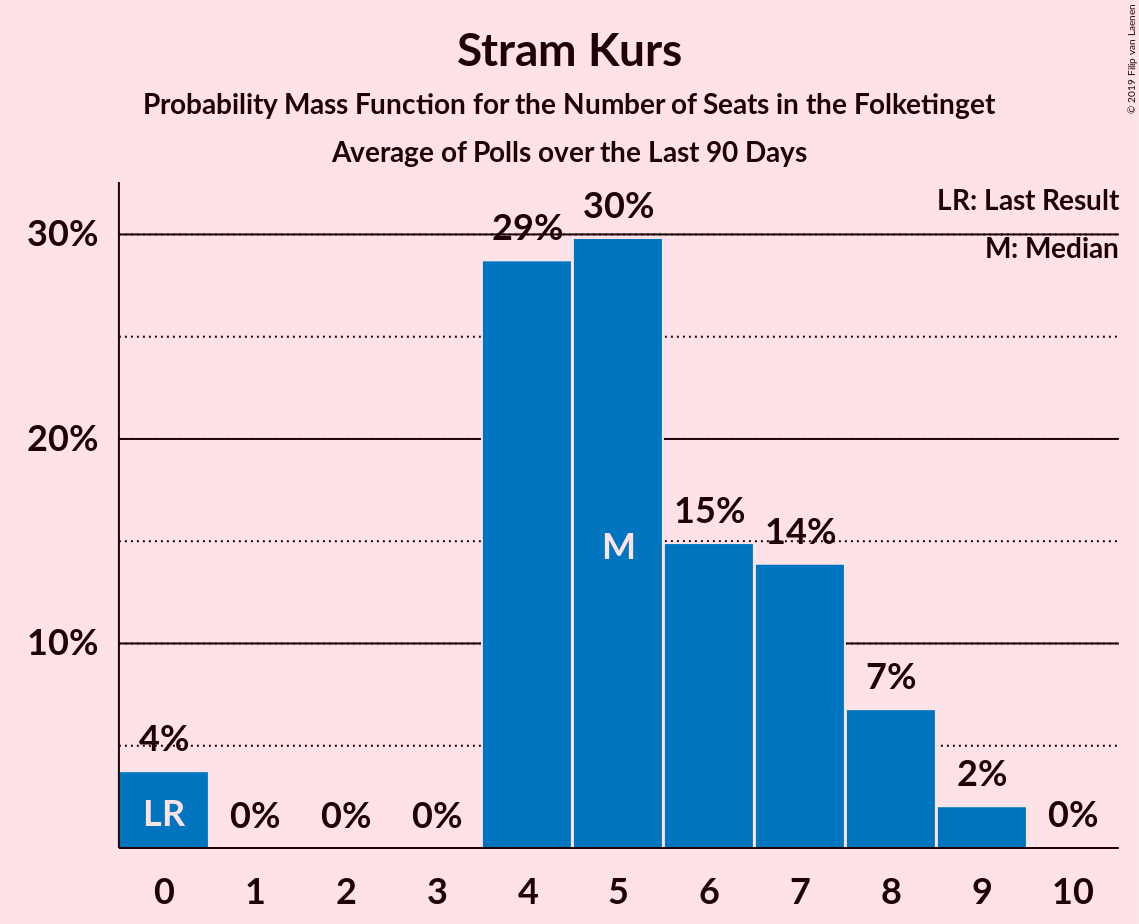 Stram Kurs
Probability Mass Function for the Number of Seats in the Folketinget
Average of Polls over the Last 90 Days
© 2019 Filip van Laenen
LR: Last Result
M: Median
30%
20%
10%
4%
0%
0%
0%
29%
30%
15%
14%
7%
2%
0%
LR
M
0 1 2 3 4 5 6 7 8 9 10